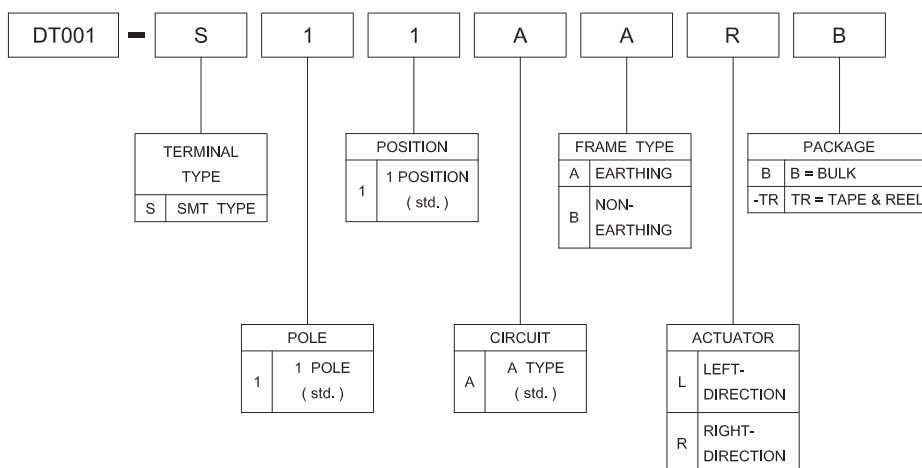 DT001 - S 1 1 A A R B
TERMINAL
TYPE
S SMT TYPE
POSITION
1 1 POSITION
( std. )
FRAME TYPE
A EARTHING
B NON-
EARTHING
PACKAGE
B B = BULK
-TR TR = TAPE & REEL
POLE
1 1 POLE
( std. )
CIRCUIT
A A TYPE
( std. )
ACTUATOR
L LEFT-
DIRECTION
R RIGHT-
DIRECTION